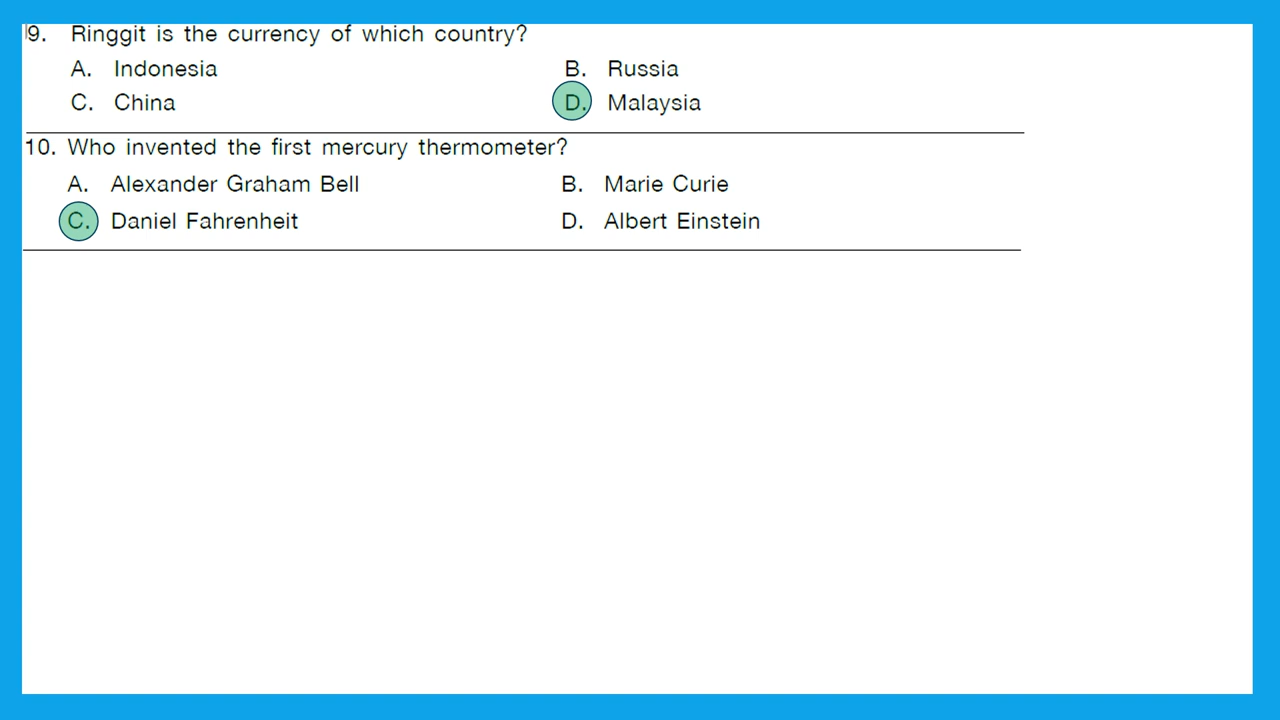 9. Ringgit is the currency of which country?
A. Indonesia B. Russia
C. China D. Malaysia
10. Who invented the first mercury thermometer?
A. Alexander Graham Bell B. Marie Curie
C. Daniel Fahrenheit D. Albert Einstein